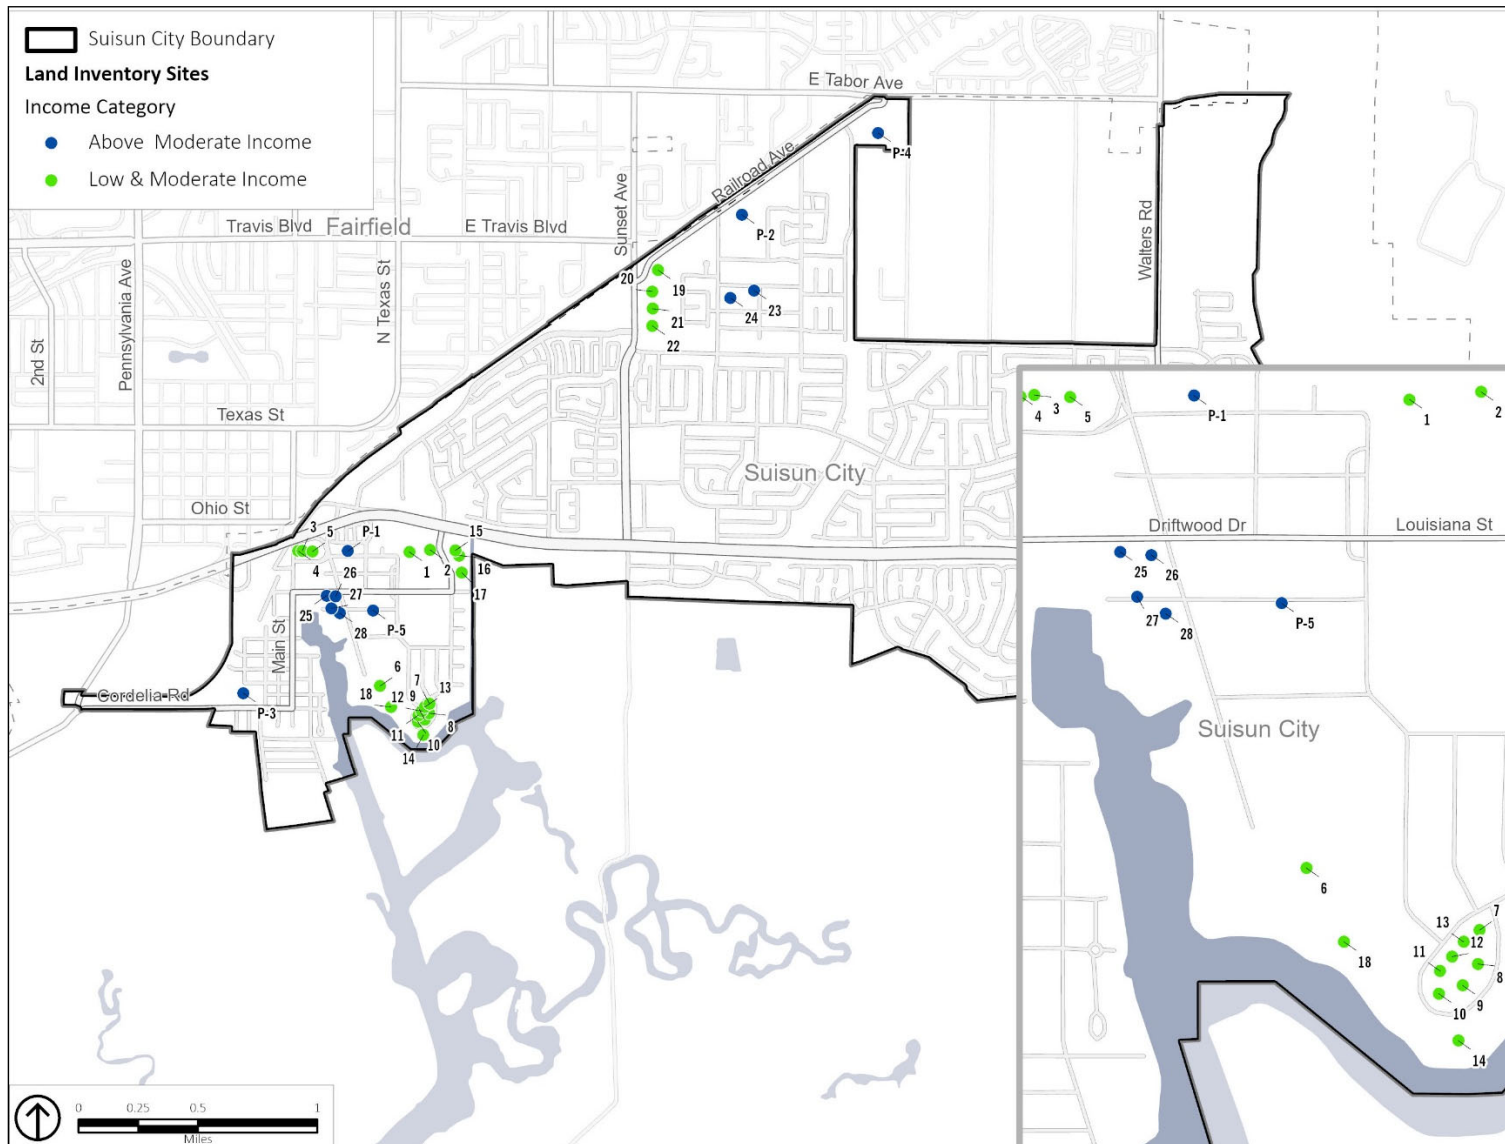 Suisun City Boundary
Land Inventory Sites
Income Category
Above Moderate Income
Low & Moderate Income
E Tabor Ave
P-4
Railroad Ave
Sunset Ave
Travis Blvd
Fairfield
E Travis Blvd
P-2
Walters Rd
Pennsylvania Ave
N Texas St
2nd St
20
19
21
22
23
24
Texas St
Suisun City
Ohio St
3
5
4
P-1
26
27
25
28
P-5
1
2
15
16
17
Main St
Cordelia Rd
P-3
6
18
12
9
7
13
8
11
10
14
4
3
5
P-1
1
2
Driftwood Dr
Louisiana St
25
26
27
28
P-5
Suisun City
6
18
7
13
12
11
8
9
10
14
0
0.25
0.5
1
Miles